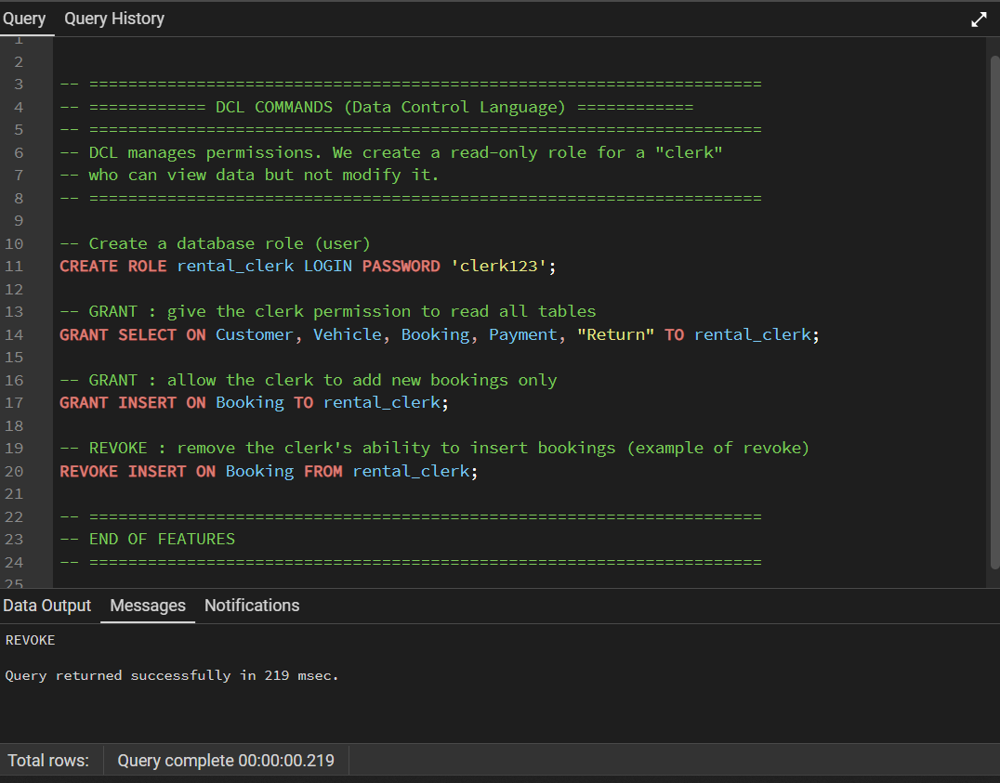 Query Query History
1
2
3 -- =====================================================================
4 -- ============ DCL COMMANDS (Data Control Language) ============
5 -- =====================================================================
6 -- DCL manages permissions. We create a read-only role for a "clerk"
7 -- who can view data but not modify it.
8 -- =====================================================================
9
10 -- Create a database role (user)
11 CREATE ROLE rental_clerk LOGIN PASSWORD 'clerk123';
12
13 -- GRANT : give the clerk permission to read all tables
14 GRANT SELECT ON Customer, Vehicle, Booking, Payment, "Return" TO rental_clerk;
15
16 -- GRANT : allow the clerk to add new bookings only
17 GRANT INSERT ON Booking TO rental_clerk;
18
19 -- REVOKE : remove the clerk's ability to insert bookings (example of revoke)
20 REVOKE INSERT ON Booking FROM rental_clerk;
21
22 -- =====================================================================
23 -- END OF FEATURES
24 -- =====================================================================
25
Data Output Messages Notifications
REVOKE
Query returned successfully in 219 msec.
Total rows: Query complete 00:00:00.219